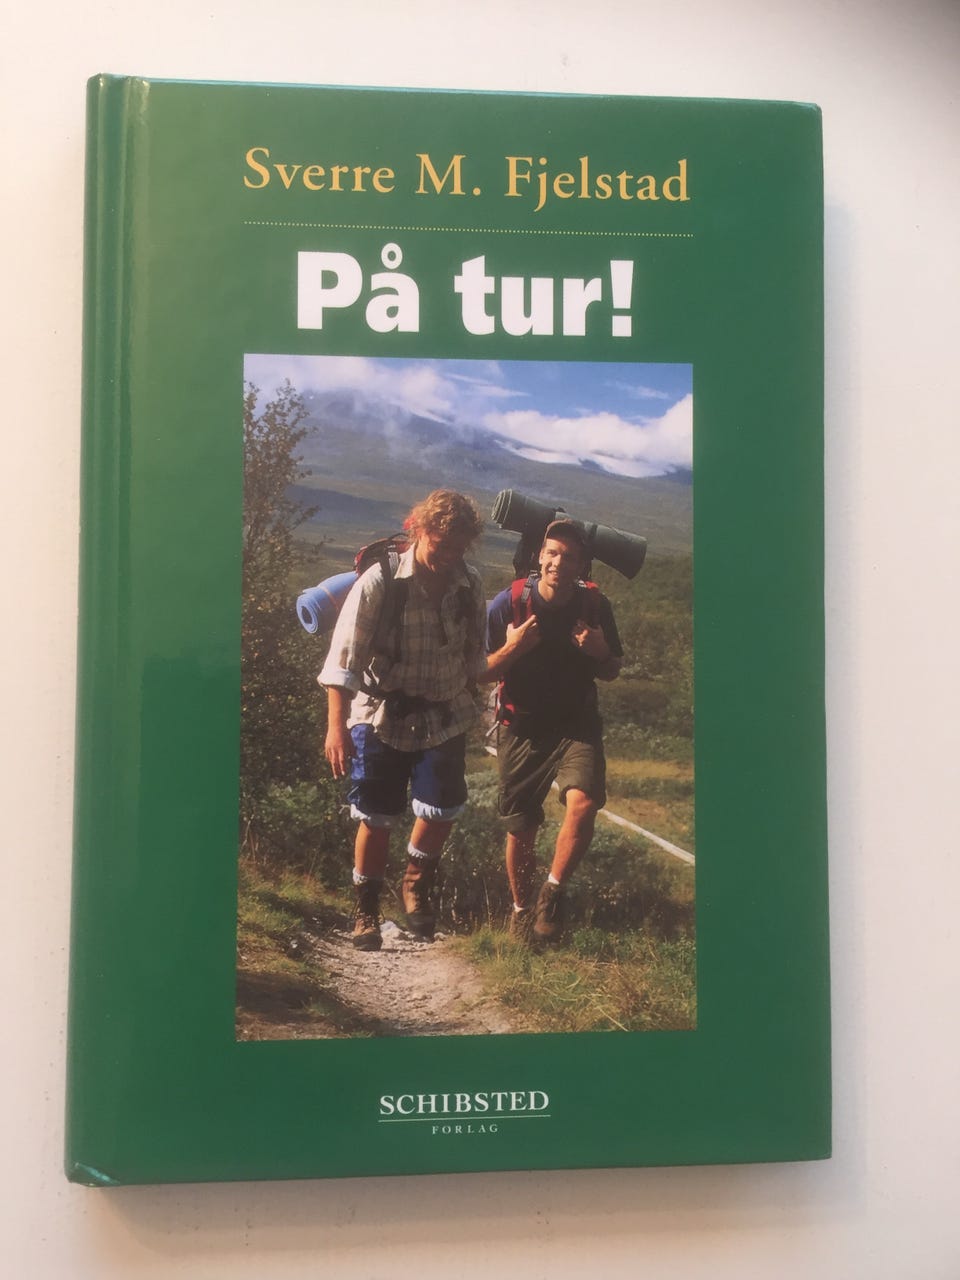 Sverre M. Fjelstad
På tur!
SCHIBSTED
FORLAG